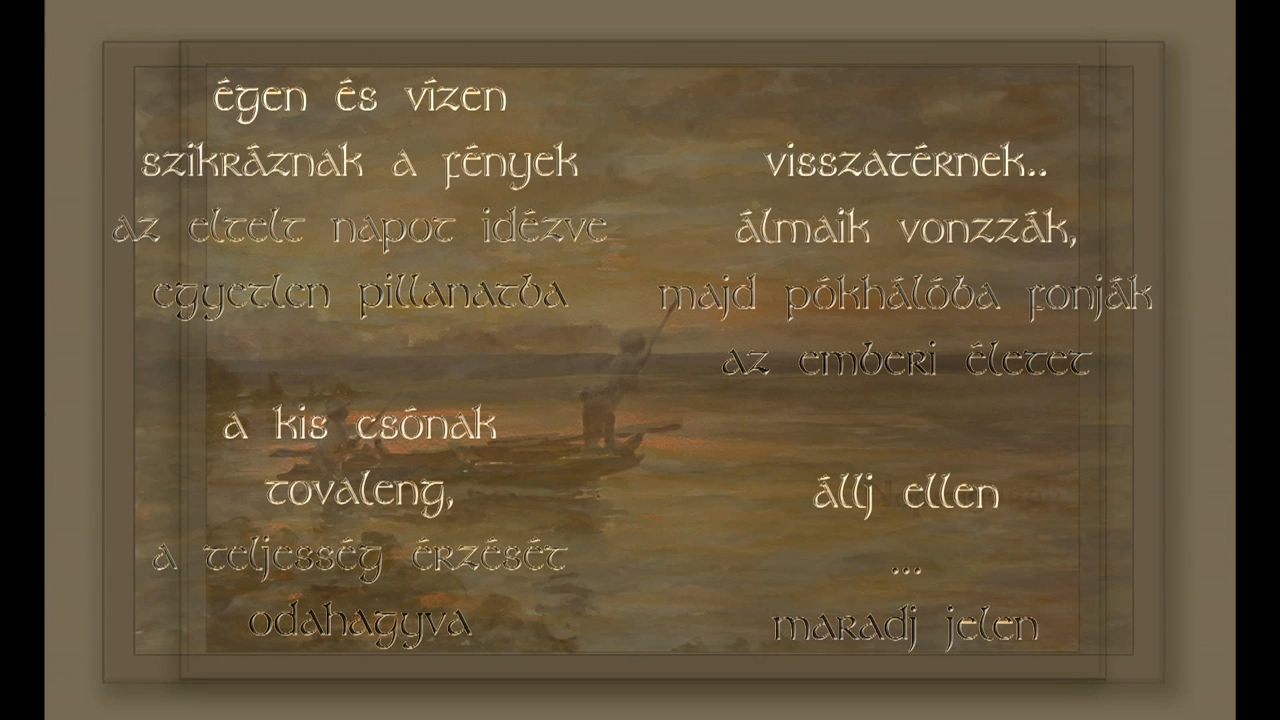 égen és vízen
szikráznak a fények
az eltelt napot idézve
egyetlen pillanatba
a kis csónak
tovaleng,
a teljesség érzését
odahagyva
visszatérnek..
álmaik vonzzák,
majd pókhálóba fonják
az emberi életet
állj ellen
...
maradj jelen